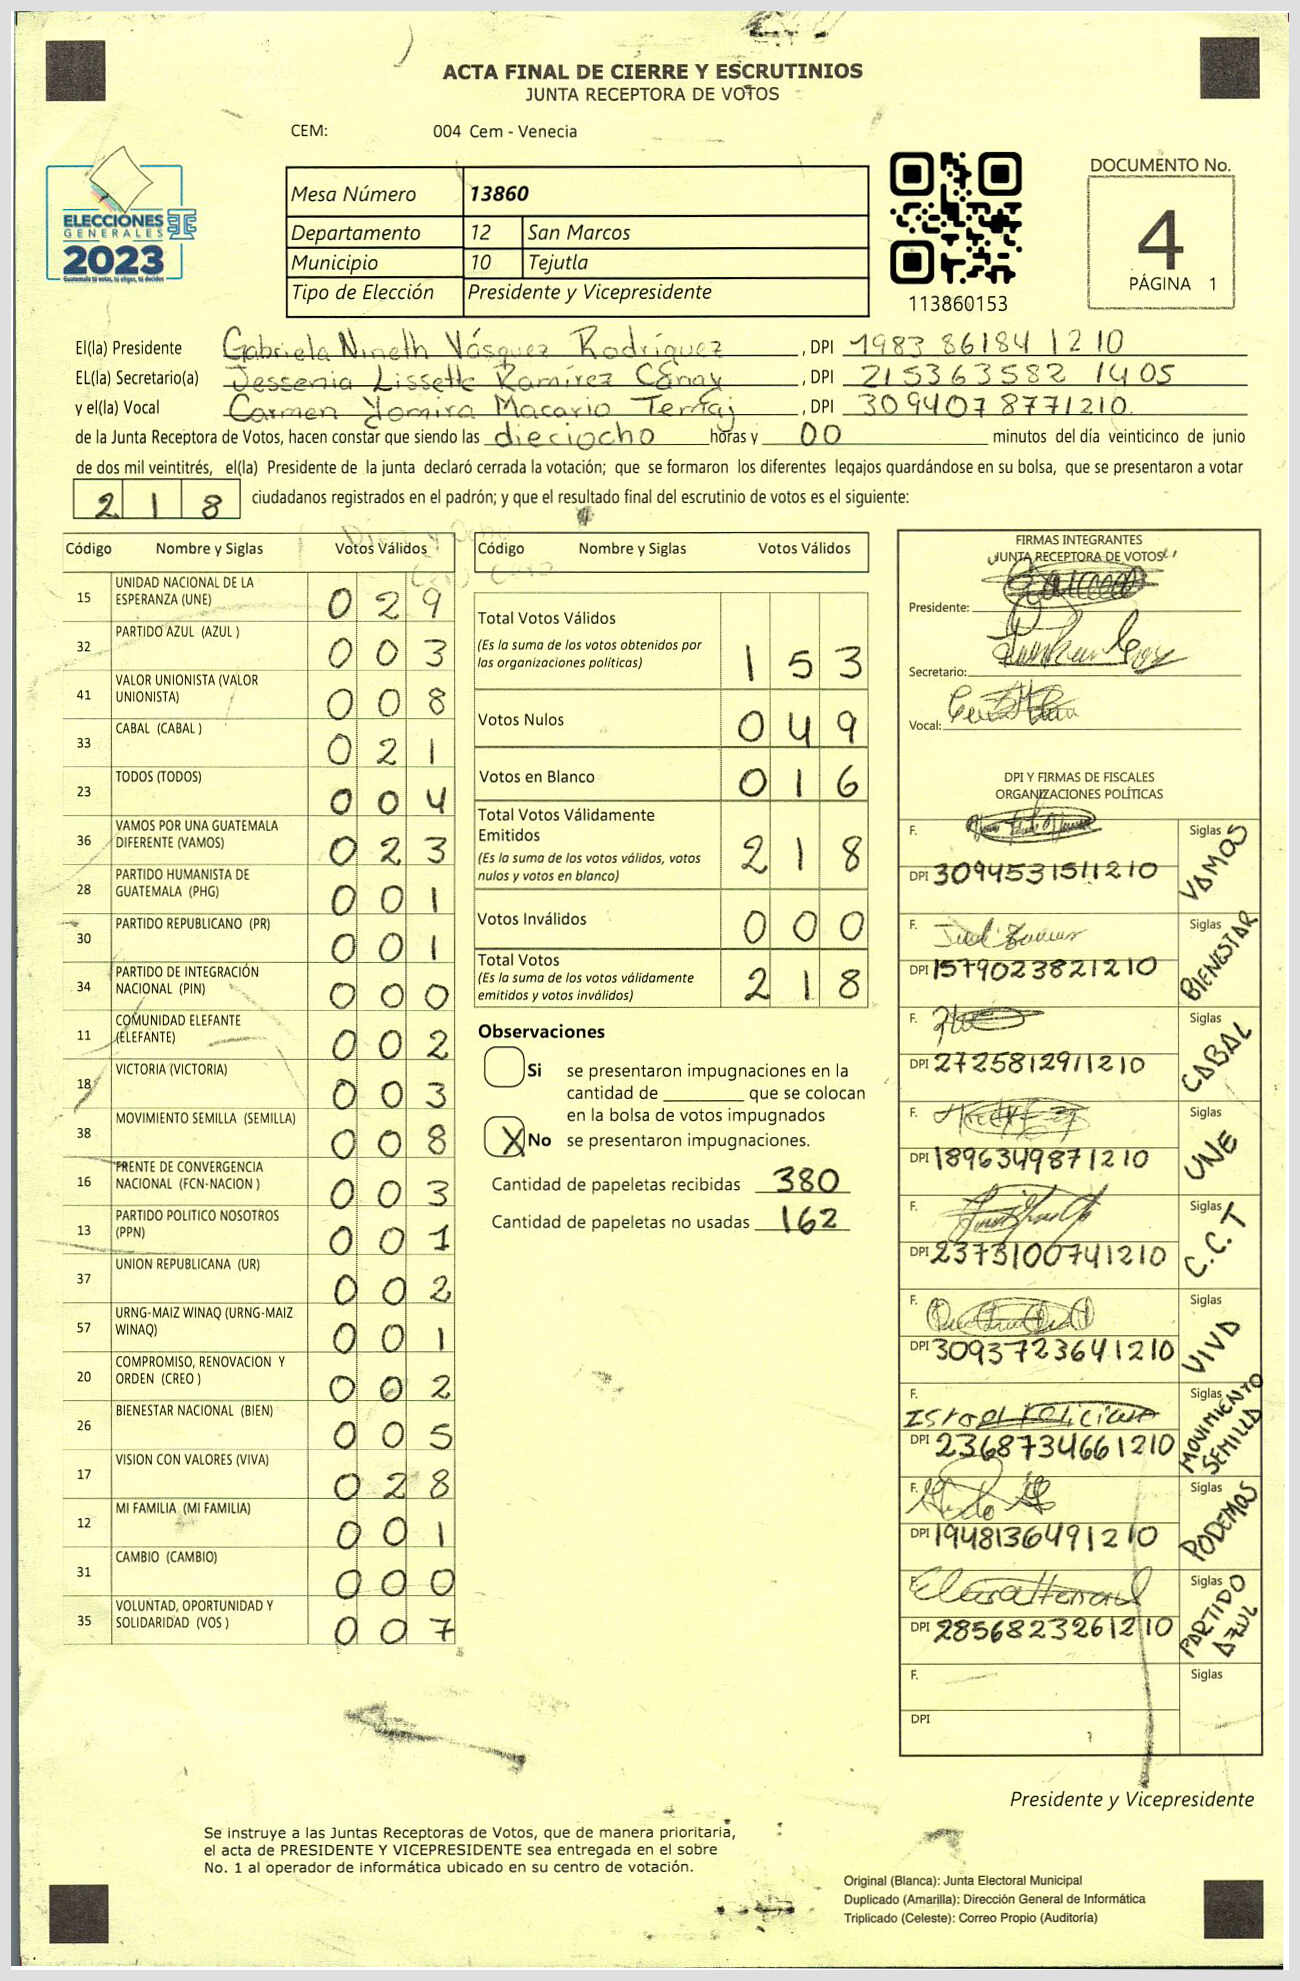 ACTA FINAL DE CIERRE Y ESCRUTINIOS
JUNTA RECEPTORA DE VOTOS
CEM: 004 Cem - Venecia
ELECCIONES
GENERALES
2023
Guatemala tú votas, tú eliges, tú decides
Mesa Número 13860
Departamento 12 San Marcos
Municipio 10 Tejutla
Tipo de Elección Presidente y Vicepresidente
113860153
DOCUMENTO No.
4
PÁGINA 1
El(la) Presidente Gabriela Nineth Vásquez Rodríguez, DPI 1983 86184 1210
EL(la) Secretario(a) Jessenia Lissette Ramírez, DPI 215363582 1405
y el(la) Vocal Carmen Yomira Macario, DPI 3094078771210
de la Junta Receptora de Votos, hacen constar que siendo las dieciocho horas y 00 minutos del día veinticinco de junio
de dos mil veintitrés, el(la) Presidente de la junta declaró cerrada la votación; que se formaron los diferentes legajos guardándose en su bolsa, que se presentaron a votar
218 ciudadanos registrados en el padrón; y que el resultado final del escrutinio de votos es el siguiente:
Código Nombre y Siglas Votos Válidos
15 UNIDAD NACIONAL DE LA ESPERANZA (UNE) 029
32 PARTIDO AZUL (AZUL ) 003
41 VALOR UNIONISTA (VALOR UNIONISTA) 008
33 CABAL (CABAL ) 021
23 TODOS (TODOS) 004
36 VAMOS POR UNA GUATEMALA DIFERENTE (VAMOS) 023
28 PARTIDO HUMANISTA DE GUATEMALA (PHG) 001
30 PARTIDO REPUBLICANO (PR) 001
34 PARTIDO DE INTEGRACIÓN NACIONAL (PIN) 000
11 COMUNIDAD ELEFANTE (ELEFANTE) 002
18 VICTORIA (VICTORIA) 003
38 MOVIMIENTO SEMILLA (SEMILLA) 008
16 FRENTE DE CONVERGENCIA NACIONAL (FCN-NACION ) 003
13 PARTIDO POLITICO NOSOTROS (PPN) 001
37 UNION REPUBLICANA (UR) 002
57 URNG-MAIZ WINAQ (URNG-MAIZ WINAQ) 001
20 COMPROMISO, RENOVACION Y ORDEN (CREO ) 002
26 BIENESTAR NACIONAL (BIEN) 005
17 VISION CON VALORES (VIVA) 028
12 MI FAMILIA (MI FAMILIA) 001
31 CAMBIO (CAMBIO) 000
35 VOLUNTAD, OPORTUNIDAD Y SOLIDARIDAD (VOS ) 007
Código Nombre y Siglas Votos Válidos
Total Votos Válidos 153
(Es la suma de los votos obtenidos por
las organizaciones políticas)
Votos Nulos 049
Votos en Blanco 016
Total Votos Válidamente
Emitidos 218
(Es la suma de los votos válidos, votos
nulos y votos en blanco)
Votos Inválidos 000
Total Votos 218
(Es la suma de los votos válidamente
emitidos y votos inválidos)
Observaciones
Si se presentaron impugnaciones en la
cantidad de ________ que se colocan
en la bolsa de votos impugnados
X No se presentaron impugnaciones.
Cantidad de papeletas recibidas 380
Cantidad de papeletas no usadas 162
FIRMAS INTEGRANTES
JUNTA RECEPTORA DE VOTOS
Presidente:
Secretario:
Vocal:
DPI Y FIRMAS DE FISCALES
ORGANIZACIONES POLÍTICAS
F. Siglas VAMOS
DPI 3094531511210
F. Siglas BIENESTAR
DPI 1579023821210
F. Siglas CABAL
DPI 2725812911210
F. Siglas UNE
DPI 1896349871210
F. Siglas C.C.T
DPI 2373100741210
F. Siglas VIVA
DPI 3093723641210
F. Siglas MOVIMIENTO SEMILLA
DPI 2368734661210
F. Siglas PODEMOS
DPI 1948136491210
F. Siglas PARTIDO AZUL
DPI 2856823261210
F. Siglas
DPI
Presidente y Vicepresidente
Se instruye a las Juntas Receptoras de Votos, que de manera prioritaria,
el acta de PRESIDENTE Y VICEPRESIDENTE sea entregada en el sobre
No. 1 al operador de informática ubicado en su centro de votación.
Original (Blanca): Junta Electoral Municipal
Duplicado (Amarilla): Dirección General de Informática
Triplicado (Celeste): Correo Propio (Auditoría)